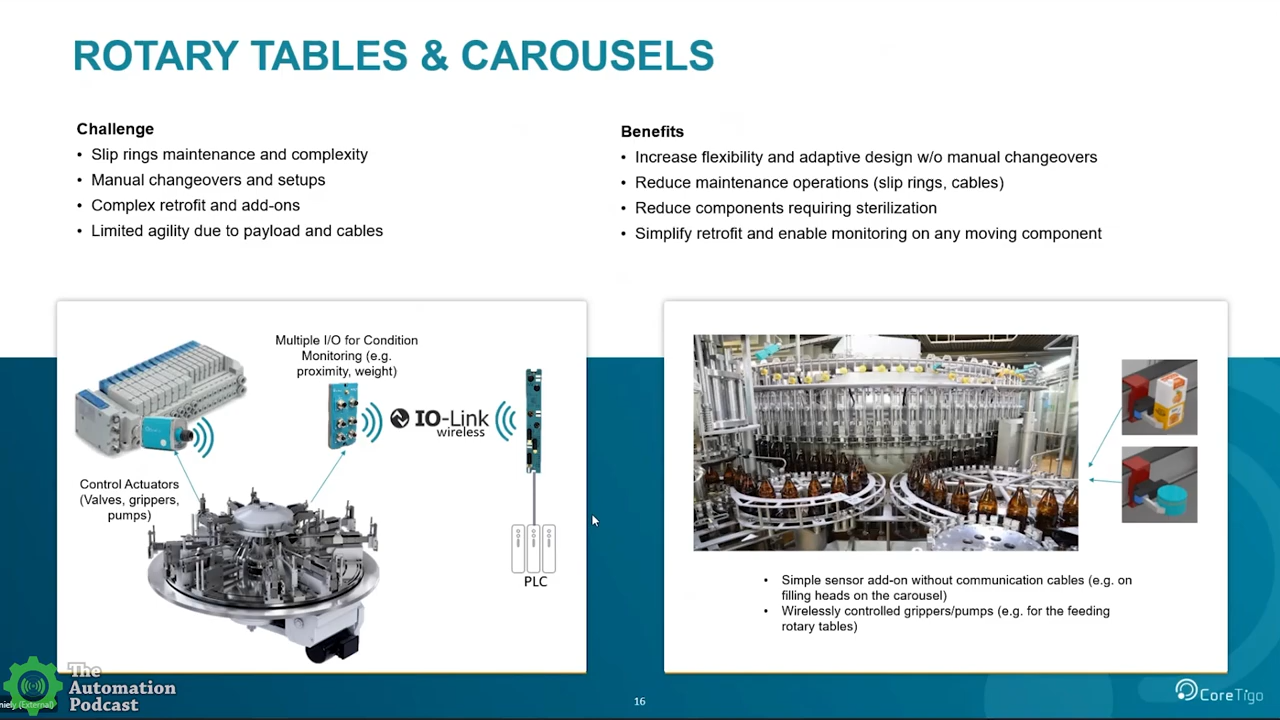 ROTARY TABLES & CAROUSELS
Challenge
• Slip rings maintenance and complexity
• Manual changeovers and setups
• Complex retrofit and add-ons
• Limited agility due to payload and cables
Benefits
• Increase flexibility and adaptive design w/o manual changeovers
• Reduce maintenance operations (slip rings, cables)
• Reduce components requiring sterilization
• Simplify retrofit and enable monitoring on any moving component
Multiple I/O for Condition
Monitoring (e.g.
proximity, weight)
IO-Link
wireless
Control Actuators
(Valves, grippers,
pumps)
PLC
• Simple sensor add-on without communication cables (e.g. on
filling heads on the carousel)
• Wirelessly controlled grippers/pumps (e.g. for the feeding
rotary tables)
The
Automation
Podcast
niely (External)
16
CoreTigo